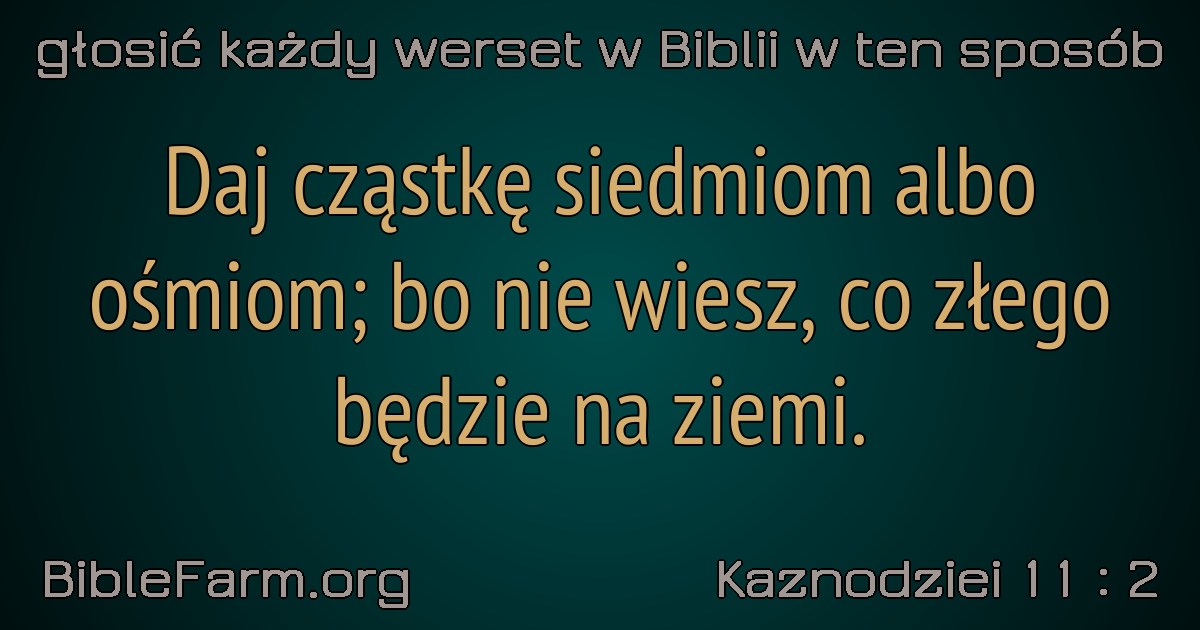 głosić każdy werset w Biblii w ten sposób
Daj cząstkę siedmiom albo
ośmiom; bo nie wiesz, co złego
będzie na ziemi.
BibleFarm.org
Kaznodziei 11 : 2